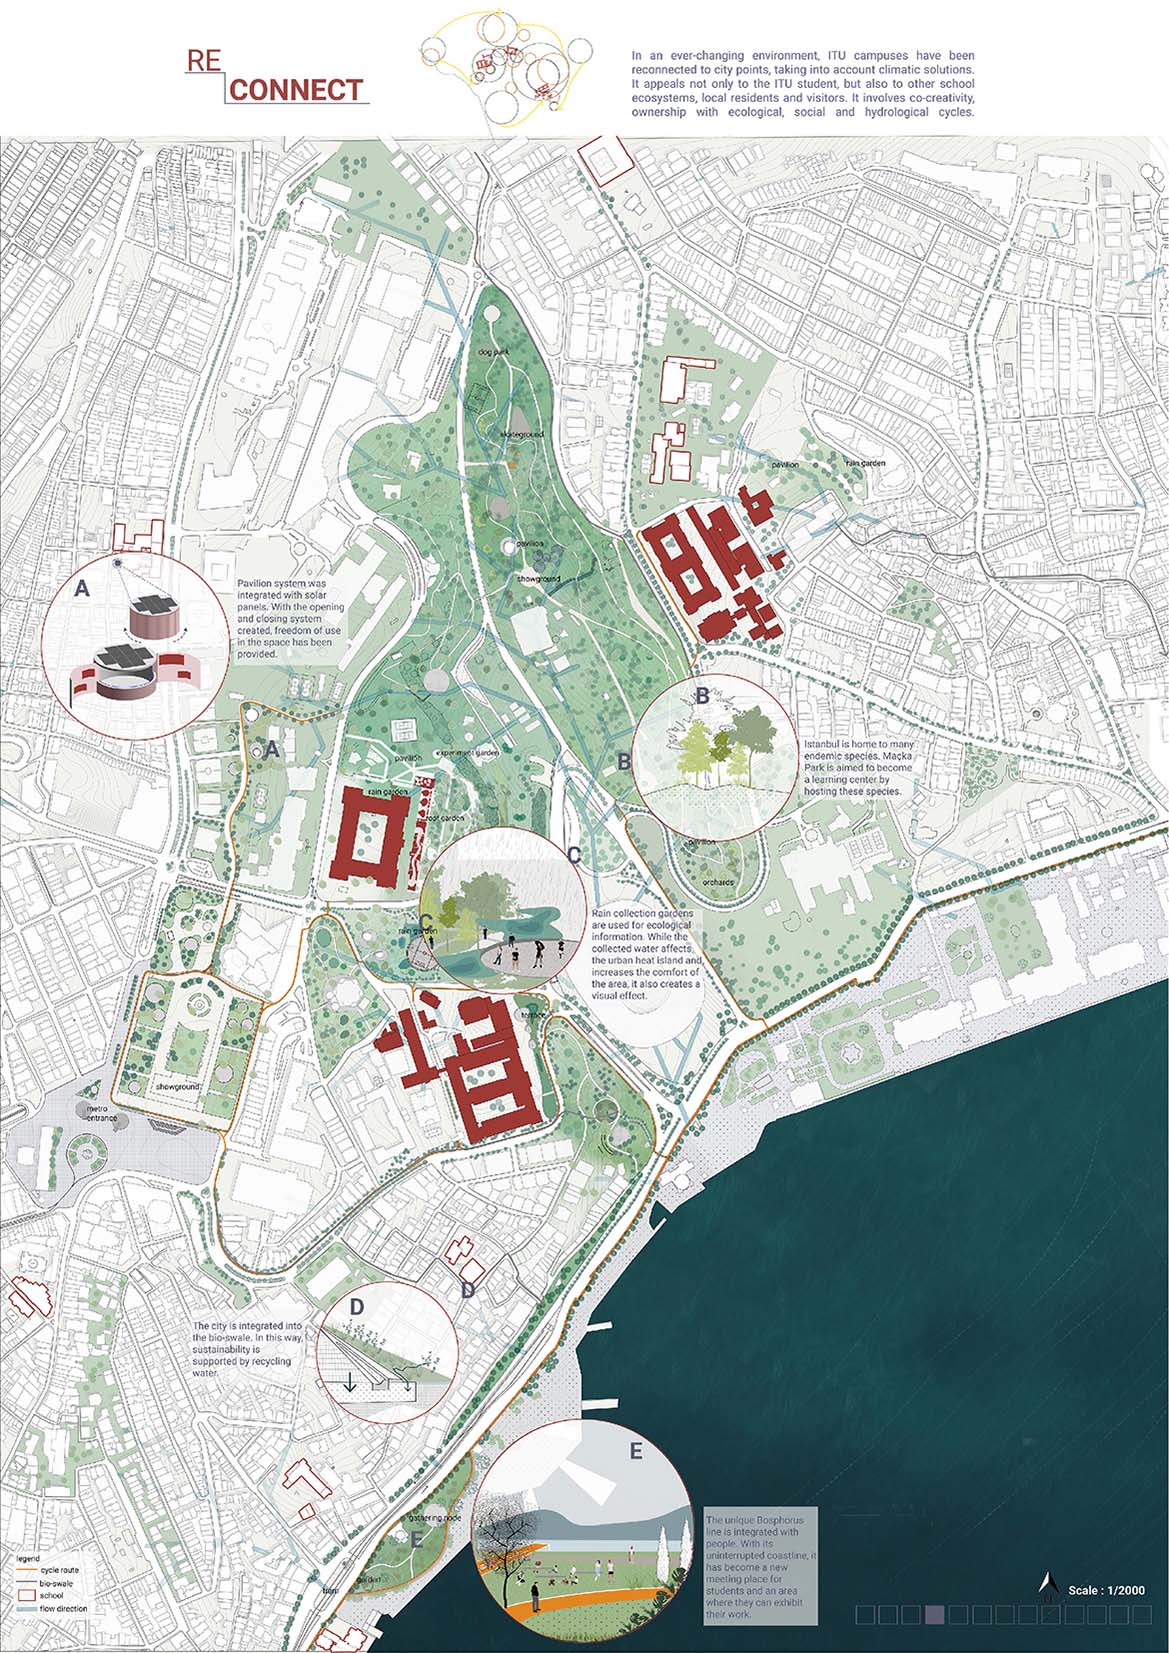 RE
CONNECT
In an ever-changing environment, ITU campuses have been
reconnected to city points, taking into account climatic solutions.
It appeals not only to the ITU student, but also to other school
ecosystems, local residents and visitors. It involves co-creativity,
ownership with ecological, social and hydrological cycles.
dog park
skateground
pavilion
rain garden
pavilion
showground
A
Pavilion system was
integrated with solar
panels. With the opening
and closing system
created, freedom of use
in the space has been
provided.
B
A
B
Istanbul is home to many
endemic species. Maçka
Park is aimed to become
a learning center by
hosting these species.
pavilion
experiment garden
rain garden
roof garden
pavilion
orchards
C
C
rain garden
Rain collection gardens
are used for ecological
information. While the
collected water affects
the urban heat island and
increases the comfort of
the area, it also creates a
visual effect.
terrace
showground
metro
entrance
D
D
The city is integrated into
the bio-swale. In this way,
sustainability is
supported by recycling
water.
E
gathering node
E
The unique Bosphorus
line is integrated with
people. With its
uninterrupted coastline, it
has become a new
meeting place for
students and an area
where they can exhibit
their work.
legend
cycle route
bio-swale
school
flow direction
Scale : 1/2000